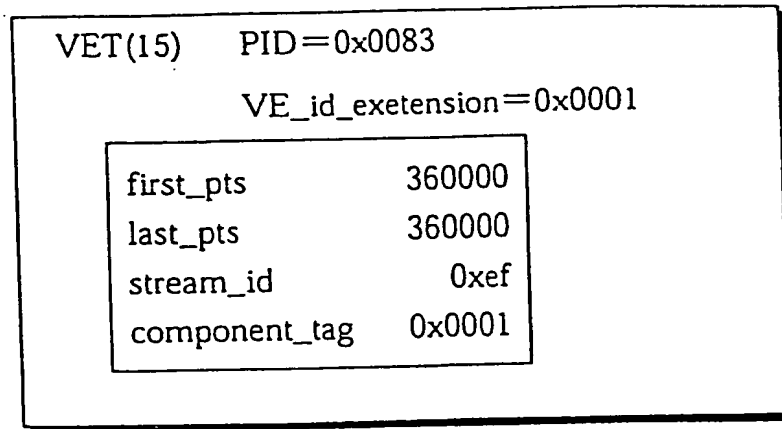 VET(15) PID=0x0083
VE_id_exetension=0x0001
first_pts 360000
last_pts 360000
stream_id 0xef
component_tag 0x0001